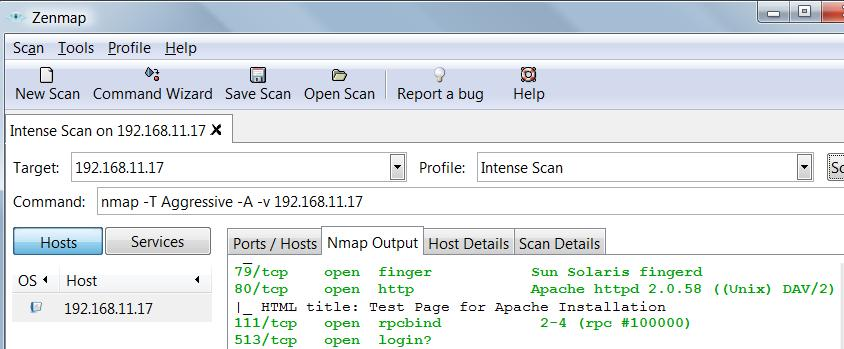 Zenmap
Scan Tools Profile Help
New Scan Command Wizard Save Scan Open Scan Report a bug Help
Intense Scan on 192.168.11.17
Target: 192.168.11.17 Profile: Intense Scan
Command: nmap -T Aggressive -A -v 192.168.11.17
Hosts Services Ports / Hosts Nmap Output Host Details Scan Details
OS Host
192.168.11.17
79/tcp open finger Sun Solaris fingerd
80/tcp open http Apache httpd 2.0.58 ((Unix) DAV/2)
|_ HTML title: Test Page for Apache Installation
111/tcp open rpcbind 2-4 (rpc #100000)
513/tcp open login?